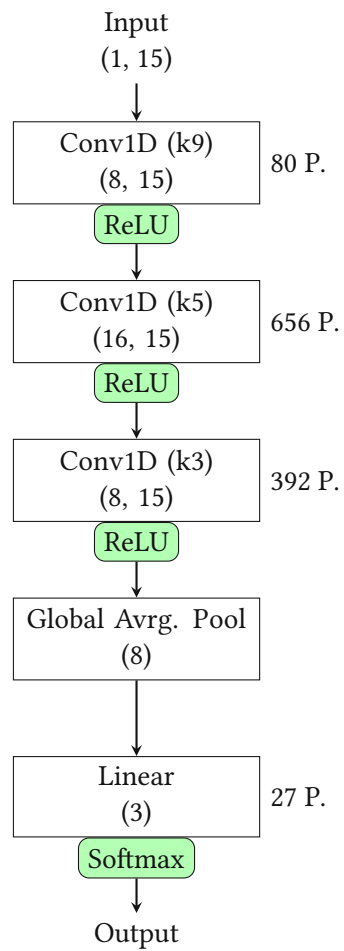 Input
(1, 15)
Conv1D (k9)
(8, 15)
80 P.
ReLU
Conv1D (k5)
(16, 15)
656 P.
ReLU
Conv1D (k3)
(8, 15)
392 P.
ReLU
Global Avrg. Pool
(8)
Linear
(3)
27 P.
Softmax
Output